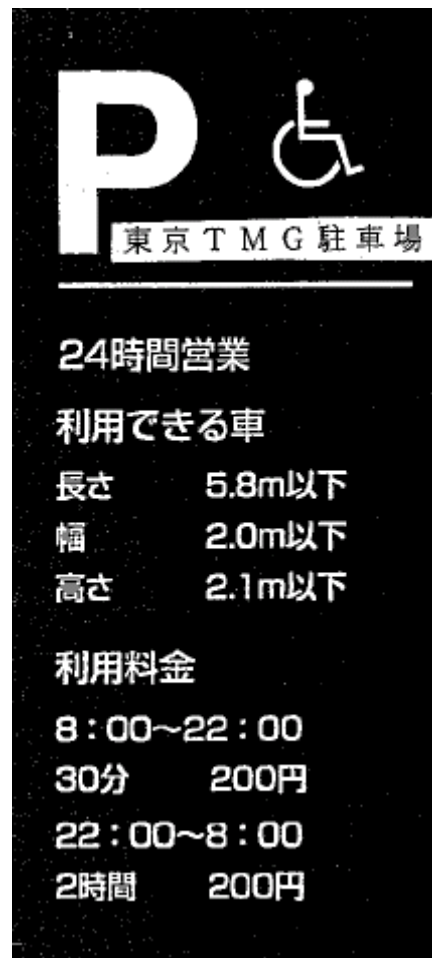 P
東京TMG駐車場
24時間営業
利用できる車
長さ 5.8m以下
幅 2.0m以下
高さ 2.1m以下
利用料金
8:00~22:00
30分 200円
22:00~8:00
2時間 200円